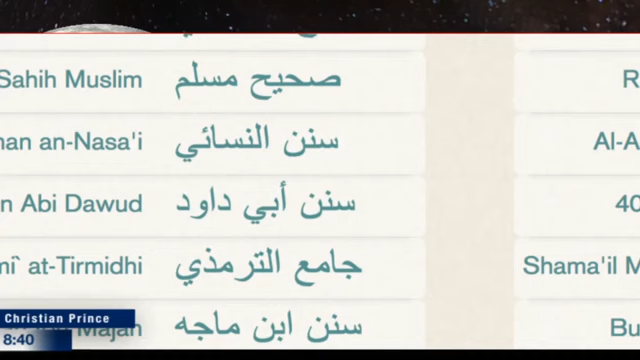 Sahih Muslim صحيح مسلم
an-Nasa'i سنن النسائي
Abi Dawud سنن أبي داود
at-Tirmidhi جامع الترمذي
Majah سنن ابن ماجه
R
Al-A
40
Shama'il M
Bu
Christian Prince
8:40